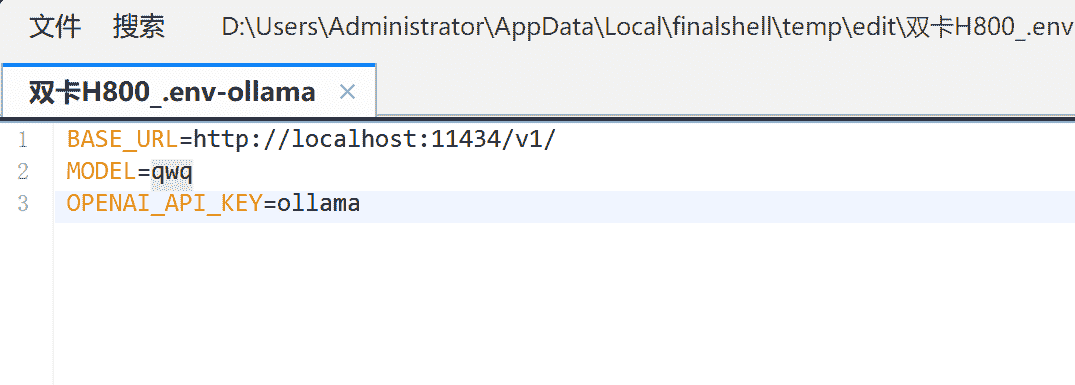 文件 搜索 D:\Users\Administrator\AppData\Local\finalshell\temp\edit\双卡H800_.env
双卡H800_.env-ollama ×
1 BASE_URL=http://localhost:11434/v1/
2 MODEL=qwq
3 OPENAI_API_KEY=ollama